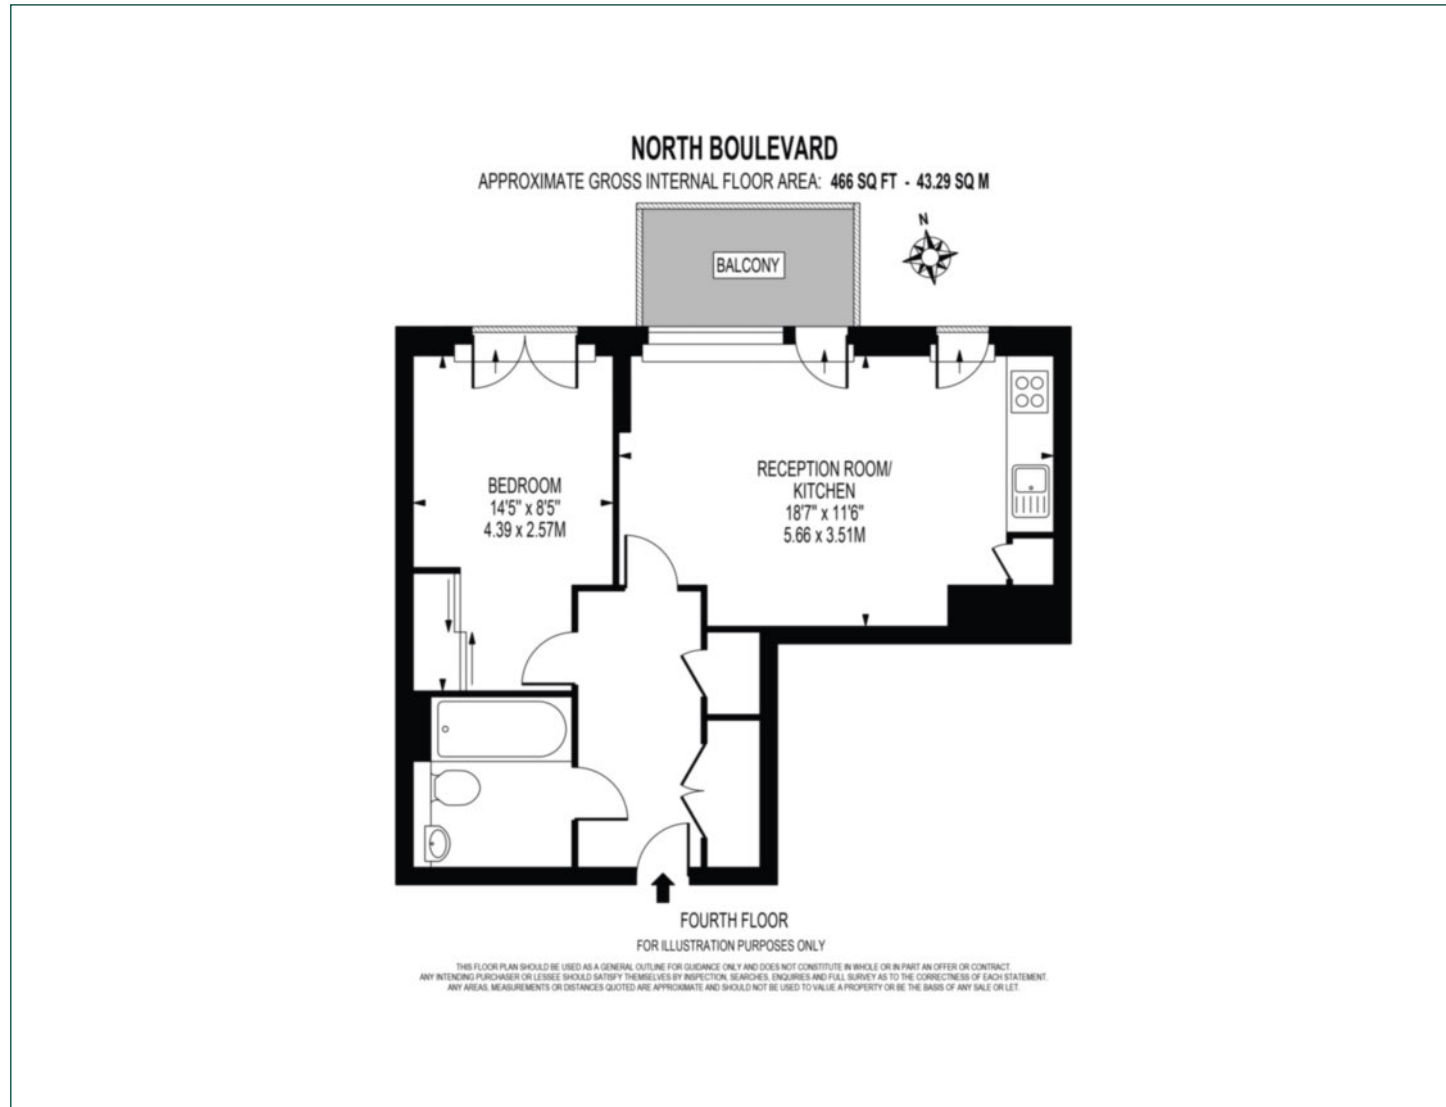 NORTH BOULEVARD
APPROXIMATE GROSS INTERNAL FLOOR AREA: 466 SQ FT - 43.29 SQ M
N
BALCONY
BEDROOM
14'5" x 8'5"
4.39 x 2.57M
RECEPTION ROOM/
KITCHEN
18'7" x 11'6"
5.66 x 3.51M
FOURTH FLOOR
FOR ILLUSTRATION PURPOSES ONLY
THIS FLOOR PLAN SHOULD BE USED AS A GENERAL OUTLINE FOR GUIDANCE ONLY AND DOES NOT CONSTITUTE IN WHOLE OR IN PART AN OFFER OR CONTRACT.
ANY INTENDING PURCHASER OR LESSEE SHOULD SATISFY THEMSELVES BY INSPECTION, SEARCHES, ENQUIRIES AND FULL SURVEY AS TO THE CORRECTNESS OF EACH STATEMENT.
ANY AREAS, MEASUREMENTS OR DISTANCES QUOTED ARE APPROXIMATE AND SHOULD NOT BE USED TO VALUE A PROPERTY OR BE THE BASIS OF ANY SALE OR LET.